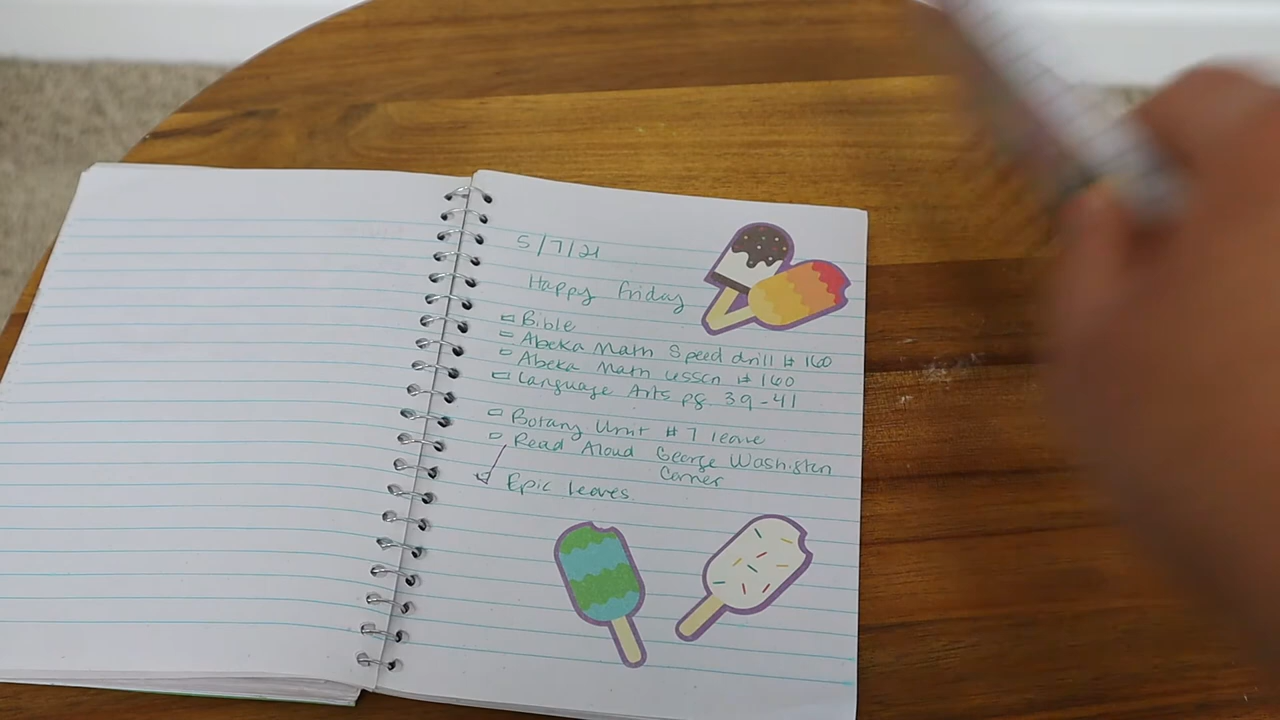 5/7/21
Happy Friday
Bible
Abeka Math Speed drill # 160
Abeka Math Lesson # 160
Language Arts pg. 39-41
Botany Unit #7 leave
Read Aloud George Washigton
Carver
Epic leaves.